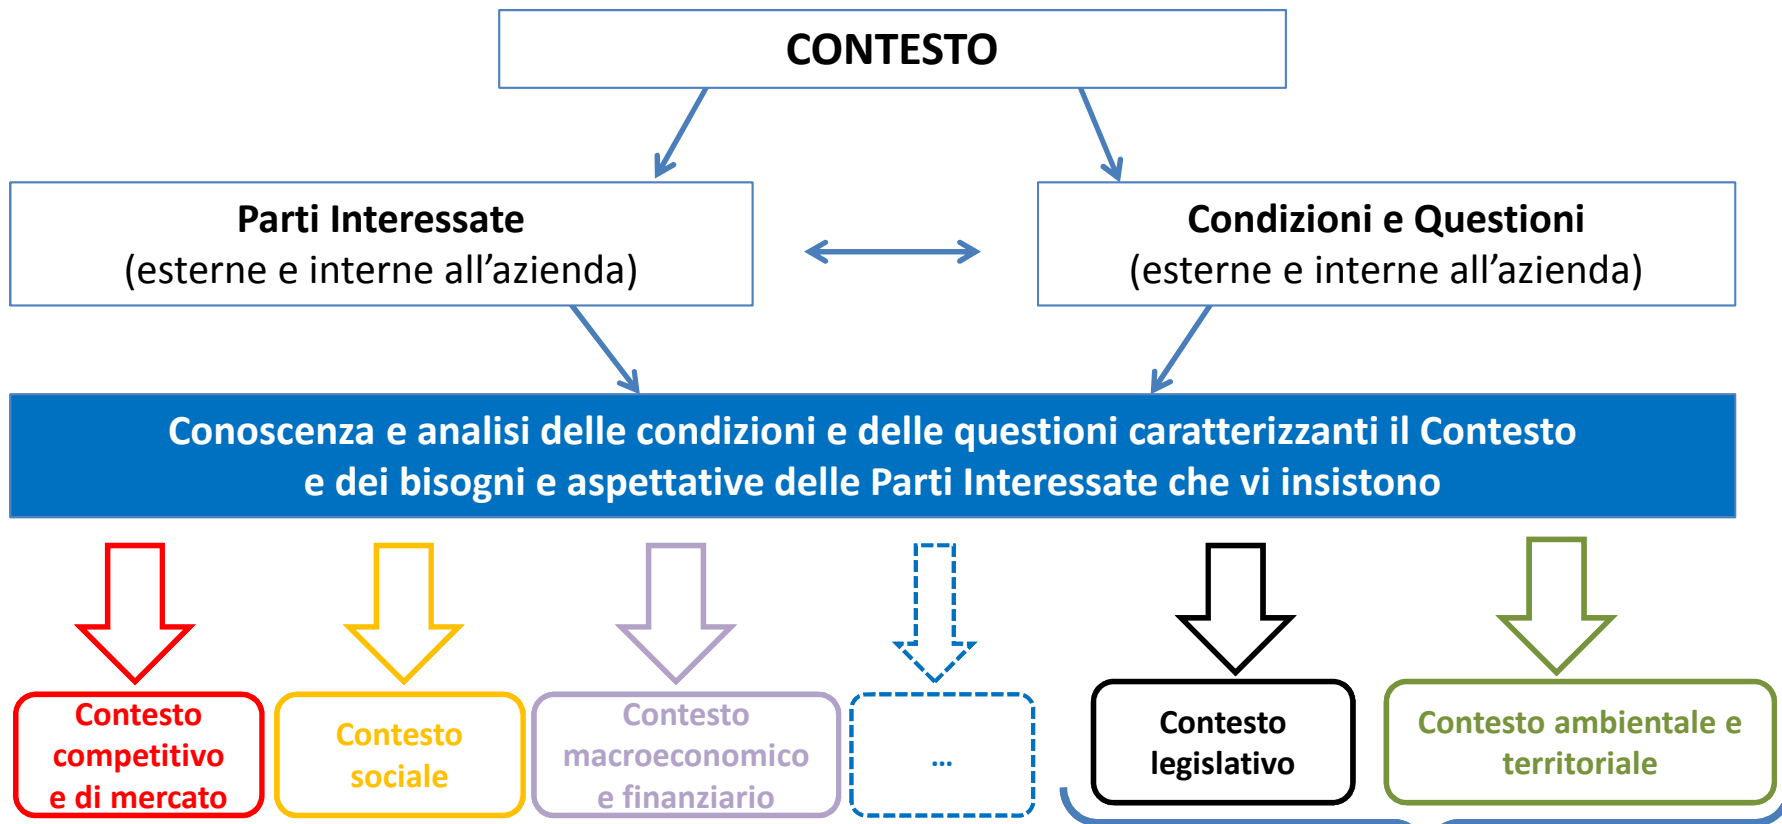 CONTESTO
Parti Interessate
(esterne e interne all’azienda)
Condizioni e Questioni
(esterne e interne all’azienda)
Conoscenza e analisi delle condizioni e delle questioni caratterizzanti il Contesto
e dei bisogni e aspettative delle Parti Interessate che vi insistono
Contesto
competitivo
e di mercato
Contesto
sociale
Contesto
macroeconomico
e finanziario
...
Contesto
legislativo
Contesto ambientale e
territoriale